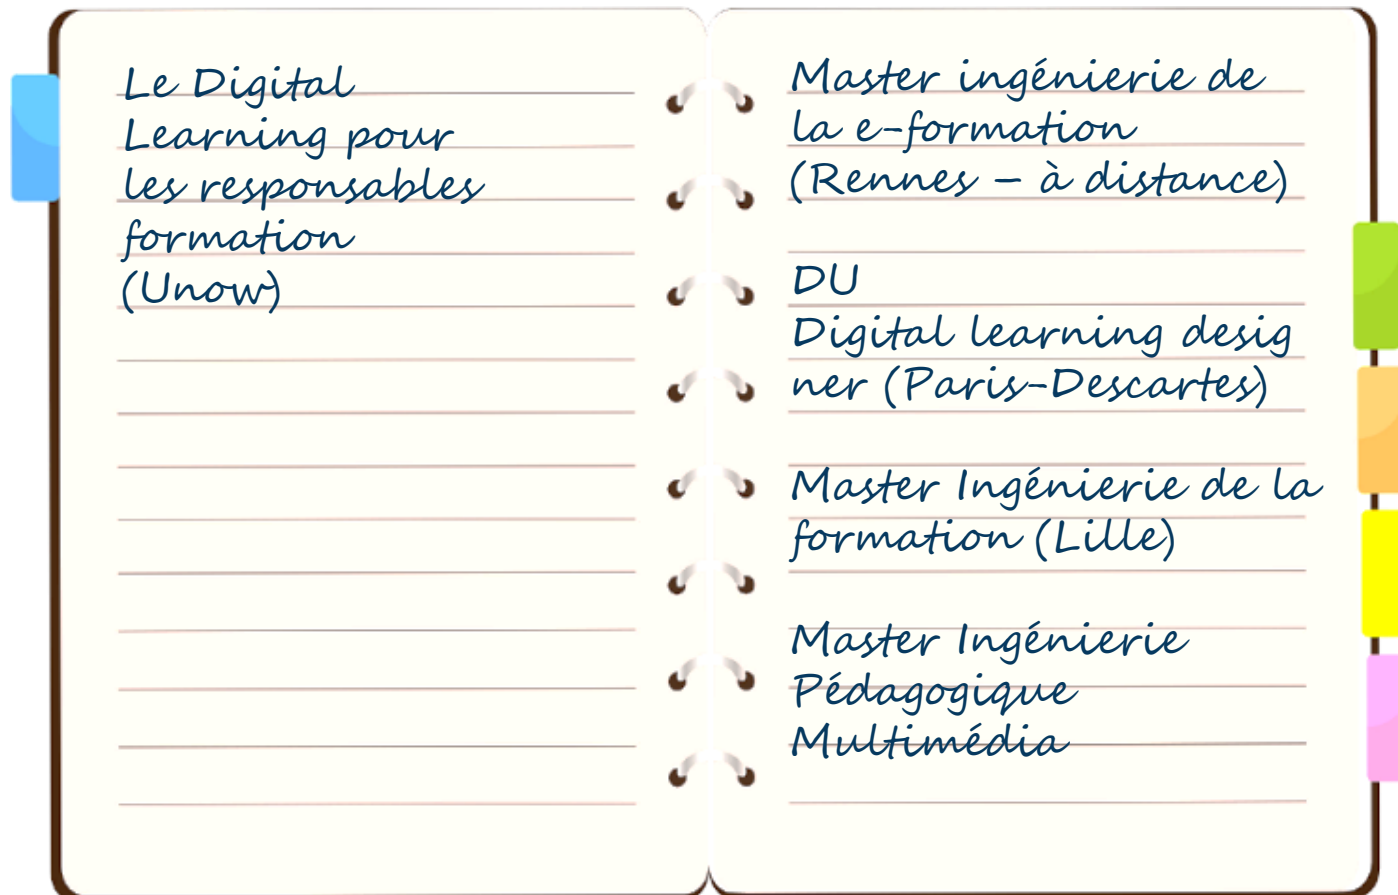 Le Digital
Learning pour
les responsables
formation
(Unow)
Master ingénierie de
la e-formation
(Rennes – à distance)
DU
Digital learning desig
ner (Paris-Descartes)
Master Ingénierie de la
formation (Lille)
Master Ingénierie
Pédagogique
Multimédia